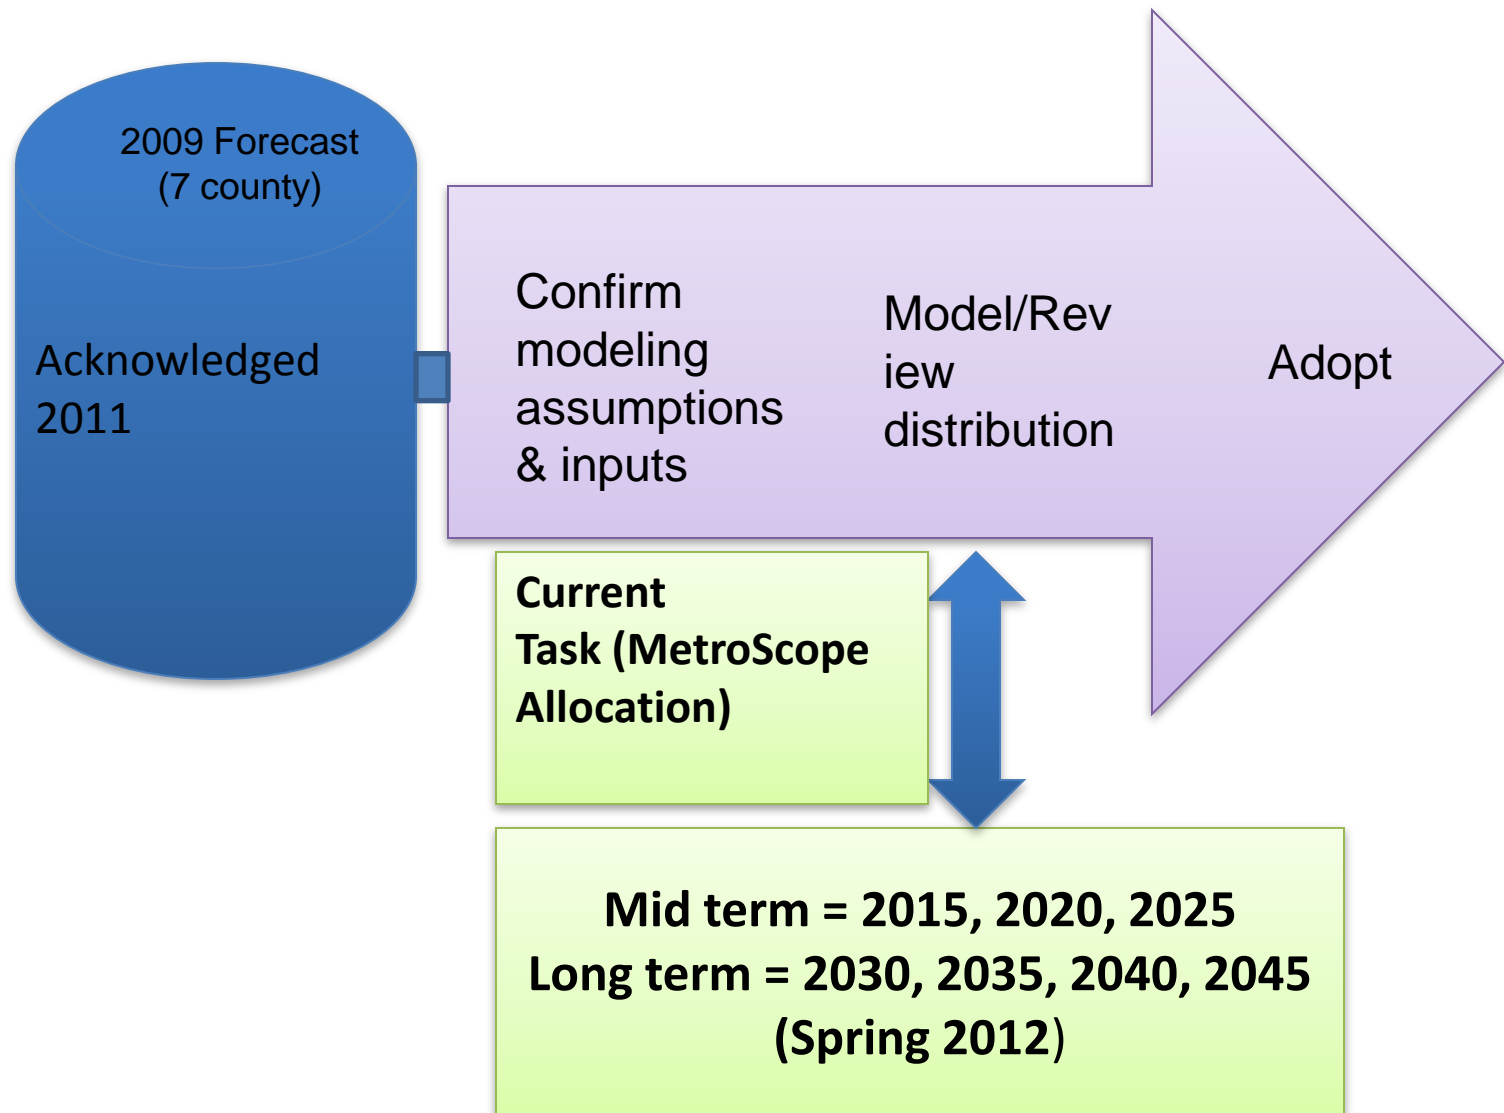 2009 Forecast
(7 county)
Acknowledged
2011
Confirm
modeling
assumptions
& inputs
Model/Rev
iew
distribution
Adopt
Current
Task (MetroScope
Allocation)
Mid term = 2015, 2020, 2025
Long term = 2030, 2035, 2040, 2045
(Spring 2012)